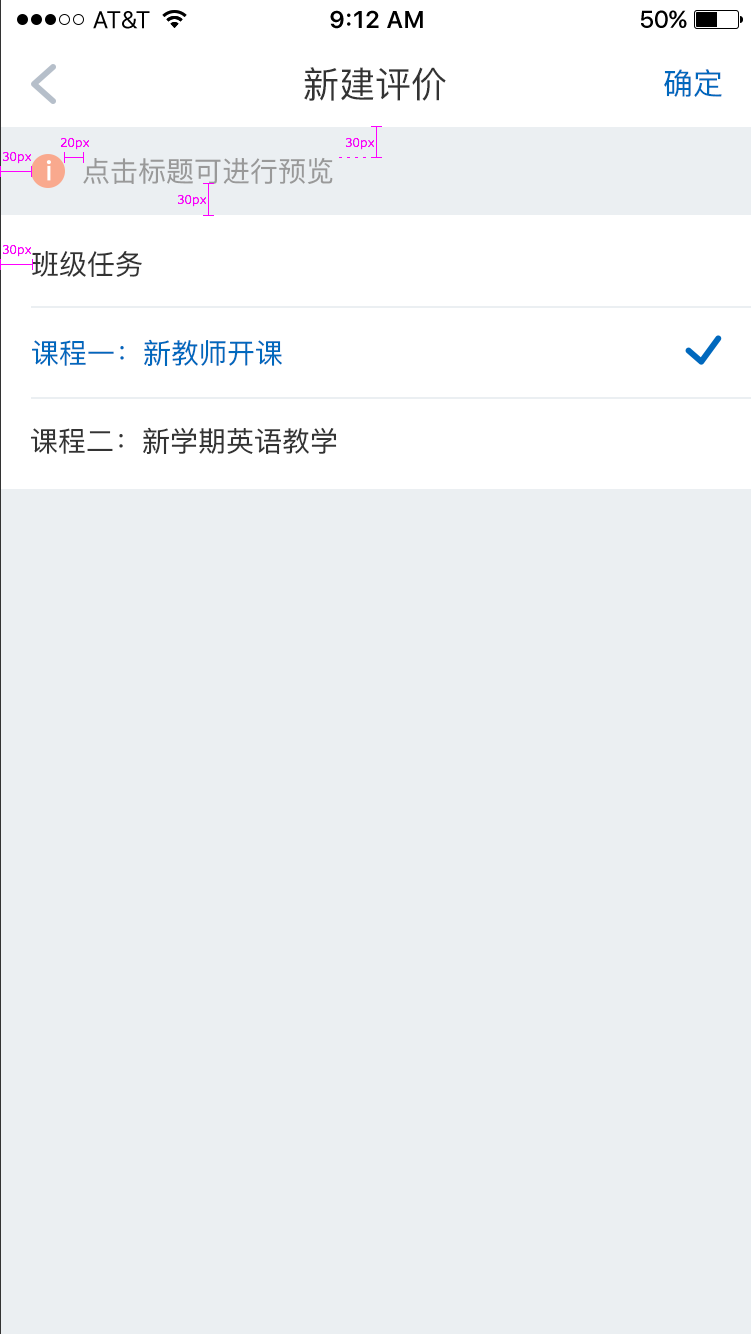 AT&T 9:12 AM 50%
新建评价 确定
20px 30px
30px i 点击标题可进行预览
30px
30px 班级任务
课程一：新教师开课
课程二：新学期英语教学